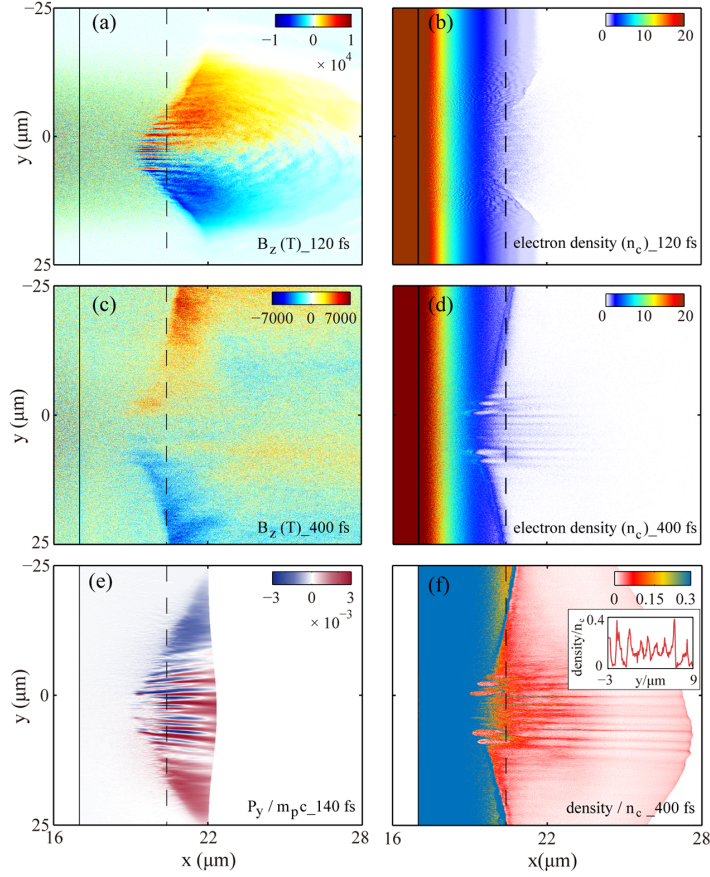 −25
(a)
−1 0 1
× 10⁴
y (μm)
0
25
B_z (T)_120 fs
(b)
0 10 20
electron density (n_c)_120 fs
−25
(c)
−7000 0 7000
y (μm)
0
25
B_z (T)_400 fs
(d)
0 10 20
electron density (n_c)_400 fs
−25
(e)
−3 0 3
× 10⁻³
y (μm)
0
25
P_y / m_p c_140 fs
16 22 28
x (μm)
(f)
0 0.15 0.3
density/n_c
0.4
0
−3 9
y/μm
density / n_c _400 fs
16 22 28
x(μm)